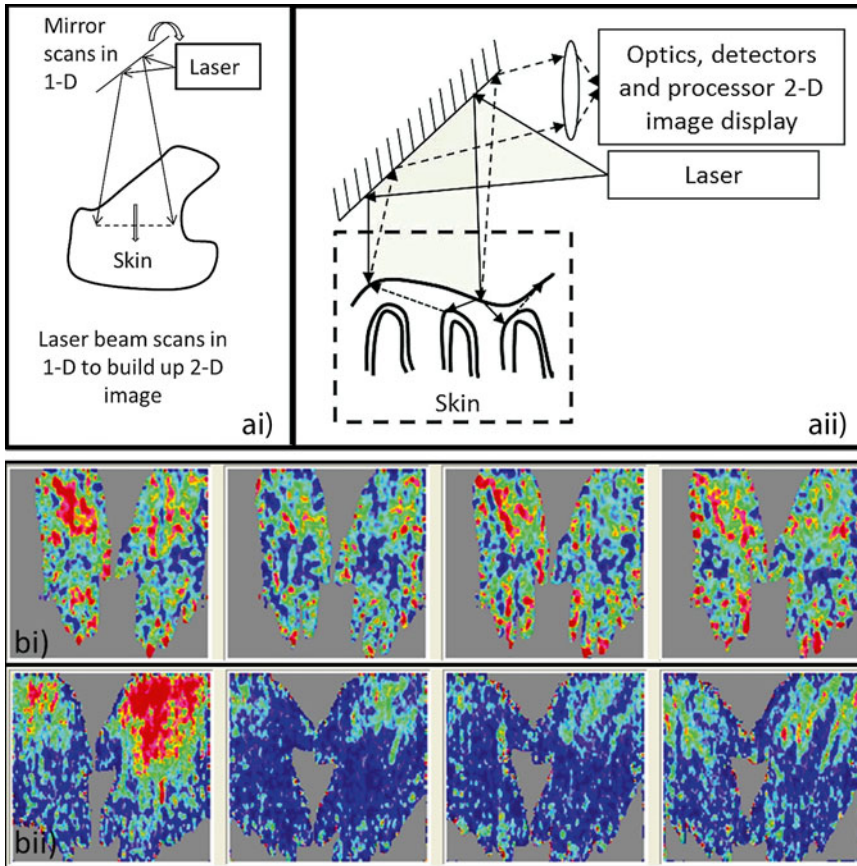 Mirror
scans in
1-D
Laser
Skin
Laser beam scans in
1-D to build up 2-D
image
ai)
Optics, detectors
and processor 2-D
image display
Laser
Skin
aii)
bi)
bii)